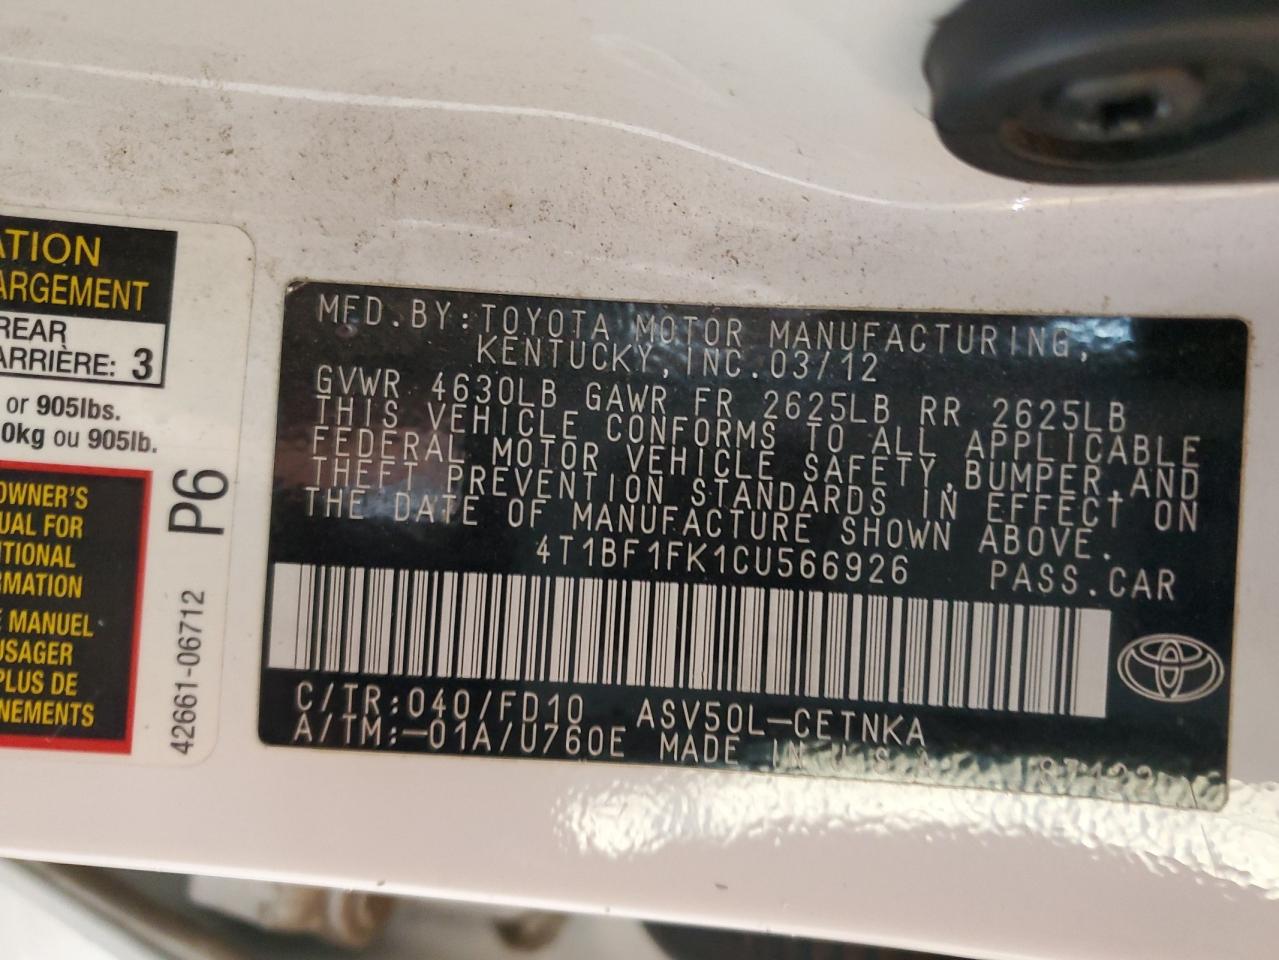 ATION
ARGEMENT
REAR
ARRIÈRE: 3
or 905lbs.
0kg ou 905lb.
OWNER'S
UAL FOR
ITIONAL
RMATION
E MANUEL
USAGER
PLUS DE
NEMENTS
P6
42661-06712
MFD.BY:TOYOTA MOTOR MANUFACTURING,
KENTUCKY,INC.03/12
GVWR 4630LB GAWR FR 2625LB RR 2625LB
THIS VEHICLE CONFORMS TO ALL APPLICABLE
FEDERAL MOTOR VEHICLE SAFETY,BUMPER,AND
THEFT PREVENTION STANDARDS IN EFFECT ON
THE DATE OF MANUFACTURE SHOWN ABOVE.
4T1BF1FK1CU566926 PASS.CAR
C/TR:040/FD10 ASV50L-CETNKA
A/TM:-01A/U760E MADE IN U.S.A.